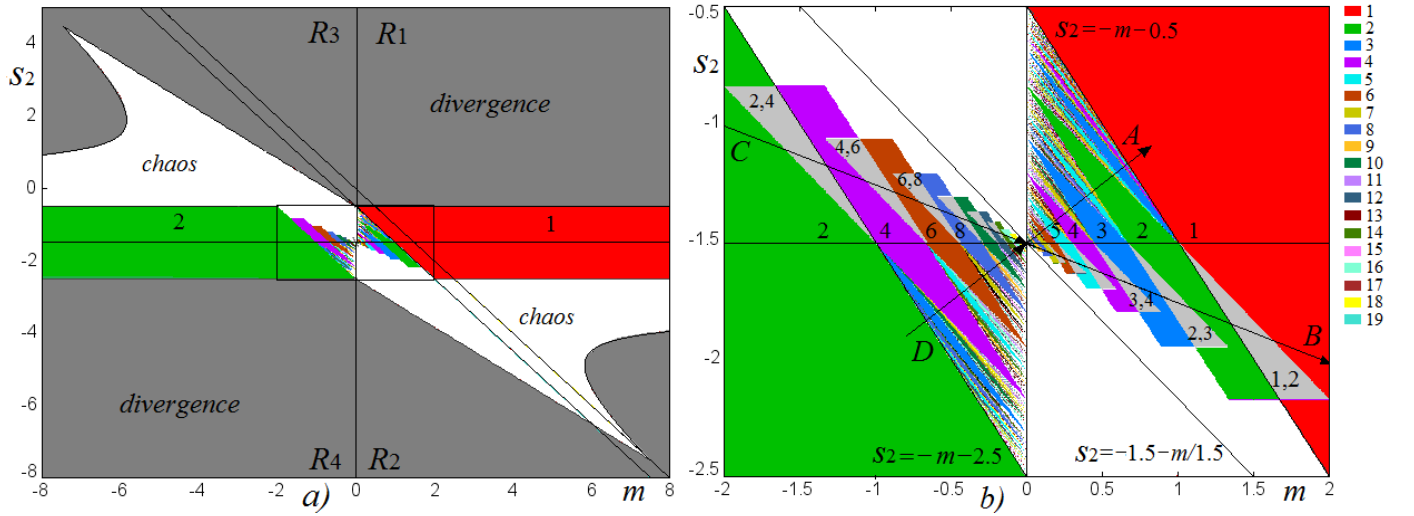 4
s2
2
0
-2
-4
-6
-8
R3 R1
divergence
chaos
2
1
chaos
divergence
R4 R2
-8 -6 -4 -2 0 2 4 6 m 8
a)
-0.5
s2
-1
-1.5
-2
-2.5
s2=-m-0.5
2,4
C
4,6
6,8
A
2 4 6 8 5 4 3 2 1
3,4
D
2,3
B
1,2
s2=-m-2.5
s2=-1.5-m/1.5
-2 -1.5 -1 -0.5 0 0.5 1 m 1.5 2
b)
1
2
3
4
5
6
7
8
9
10
11
12
13
14
15
16
17
18
19